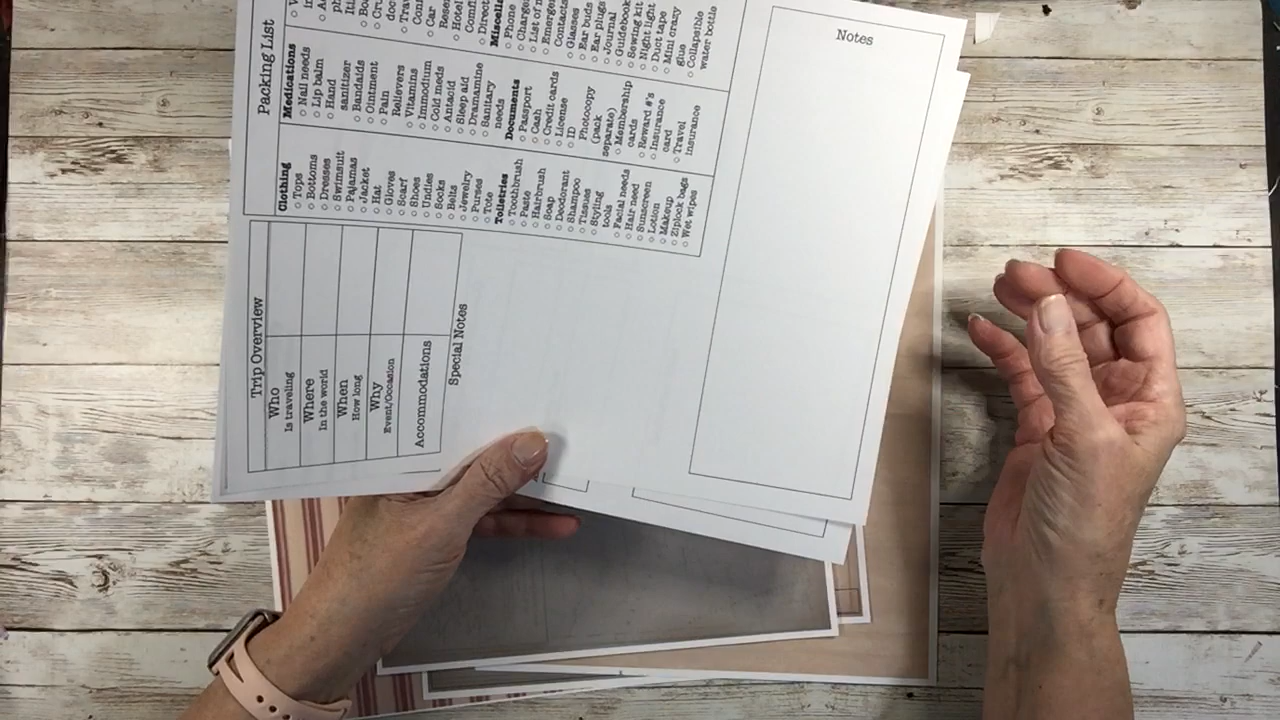 Trip Overview
Who
Is traveling
Where
In the world
When
How long
Why
Event/Occasion
Accommodations
Special Notes
Packing List
Clothing
Tops
Bottoms
Dresses
Swimsuit
Pajamas
Jacket
Hat
Gloves
Scarf
Shoes
Undies
Socks
Belts
Jewelry
Purses
Tote
Toiletries
Toothbrush
Paste
Hairbrush
Soap
Deodorant
Shampoo
Tissues
Styling
tools
Facial needs
Hair need
Sunscreen
Lotion
Makeup
Ziplock bags
Wet wipes
Medications
Nail needs
Lip balm
Hand
sanitizer
Bandaids
Ointment
Pain
Relievers
Vitamins
Immodium
Cold meds
Antacid
Sleep aid
Dramamine
Sanitary
needs
Documents
Passport
Cash
Credit cards
License
ID
Photocopy
(pack
separate)
Membership
cards
Reward #'s
Insurance
card
Travel
insurance
Car
Hotel
Phone
List of
Contacts
Glasses
Ear buds
Ear plugs
Journal
Guidebook
Sewing kit
Night light
Duct tape
Mini crazy
glue
Collapsible
water bottle
Notes